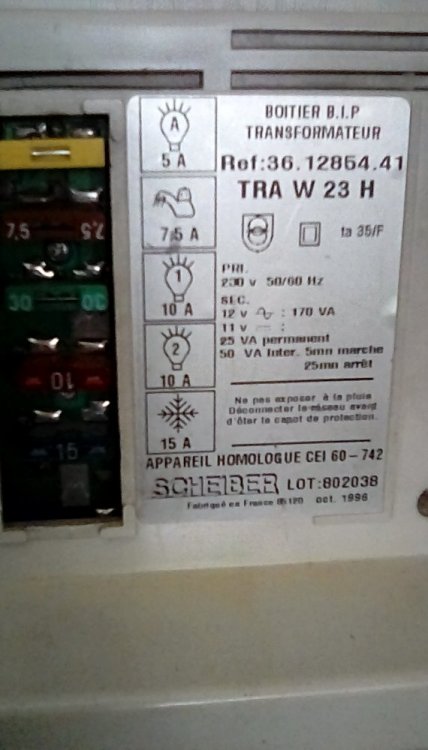 BOITIER B.I.P
TRANSFORMATEUR
Ref:36.12854.41
TRA W 23 H
ta 35/F
PRI.
230 v 50/60 Hz
SEC.
12 v : 170 VA
11 v :
25 VA permanent
50 VA Inter. 5mn marche
25mn arrêt
Ne pas exposer à la pluie
Déconnecter le réseau avant
d'ôter le capot de protection.
A
5 A
7,5 A
1
10 A
2
10 A
15 A
APPAREIL HOMOLOGUE CEI 60-742
SCHEIBER LOT:802038
Fabriqué en France 85120 oct. 1996
7,5 7,5
30 30
10
15